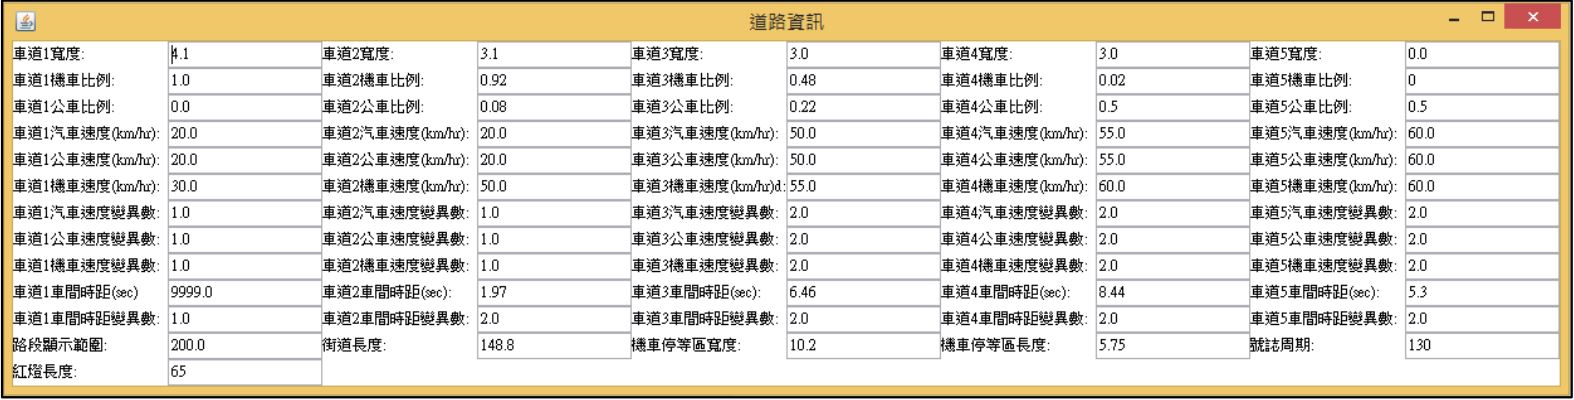 道路資訊
車道1寬度: 4.1 車道2寬度: 3.1 車道3寬度: 3.0 車道4寬度: 3.0 車道5寬度: 0.0
車道1機車比例: 1.0 車道2機車比例: 0.92 車道3機車比例: 0.48 車道4機車比例: 0.02 車道5機車比例: 0
車道1公車比例: 0.0 車道2公車比例: 0.08 車道3公車比例: 0.22 車道4公車比例: 0.5 車道5公車比例: 0.5
車道1汽車速度(km/hr): 20.0 車道2汽車速度(km/hr): 20.0 車道3汽車速度(km/hr): 50.0 車道4汽車速度(km/hr): 55.0 車道5汽車速度(km/hr): 60.0
車道1公車速度(km/hr): 20.0 車道2公車速度(km/hr): 20.0 車道3公車速度(km/hr): 50.0 車道4公車速度(km/hr): 55.0 車道5公車速度(km/hr): 60.0
車道1機車速度(km/hr): 30.0 車道2機車速度(km/hr): 50.0 車道3機車速度(km/hr)d: 55.0 車道4機車速度(km/hr): 60.0 車道5機車速度(km/hr): 60.0
車道1汽車速度變異數: 1.0 車道2汽車速度變異數: 1.0 車道3汽車速度變異數: 2.0 車道4汽車速度變異數: 2.0 車道5汽車速度變異數: 2.0
車道1公車速度變異數: 1.0 車道2公車速度變異數: 1.0 車道3公車速度變異數: 2.0 車道4公車速度變異數: 2.0 車道5公車速度變異數: 2.0
車道1機車速度變異數: 1.0 車道2機車速度變異數: 1.0 車道3機車速度變異數: 2.0 車道4機車速度變異數: 2.0 車道5機車速度變異數: 2.0
車道1車間時距(sec) 9999.0 車道2車間時距(sec): 1.97 車道3車間時距(sec): 6.46 車道4車間時距(sec): 8.44 車道5車間時距(sec): 5.3
車道1車間時距變異數: 1.0 車道2車間時距變異數: 2.0 車道3車間時距變異數: 2.0 車道4車間時距變異數: 2.0 車道5車間時距變異數: 2.0
路段顯示範圍: 200.0 街道長度: 148.8 機車停等區寬度: 10.2 機車停等區長度: 5.75 號誌周期: 130
紅燈長度: 65